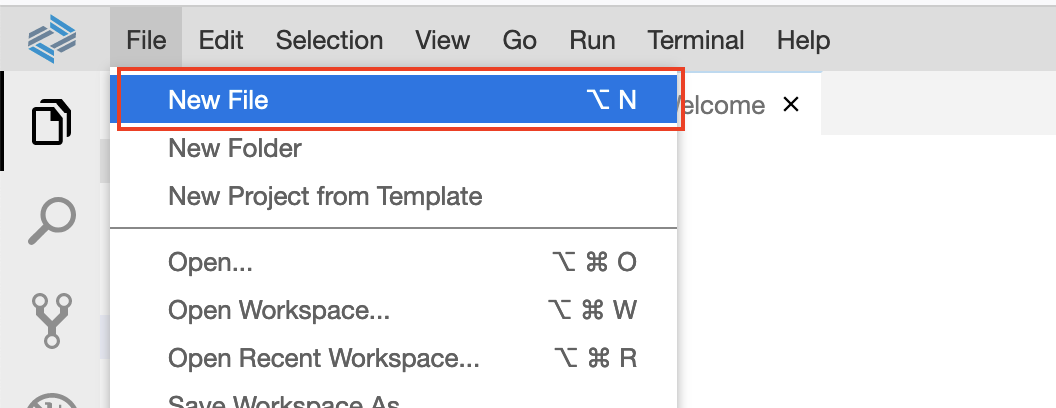 File Edit Selection View Go Run Terminal Help
New File ⌥ N
elcome ✕
New Folder
New Project from Template
Open... ⌥ ⌘ O
Open Workspace... ⌥ ⌘ W
Open Recent Workspace... ⌥ ⌘ R
Save Workspace As